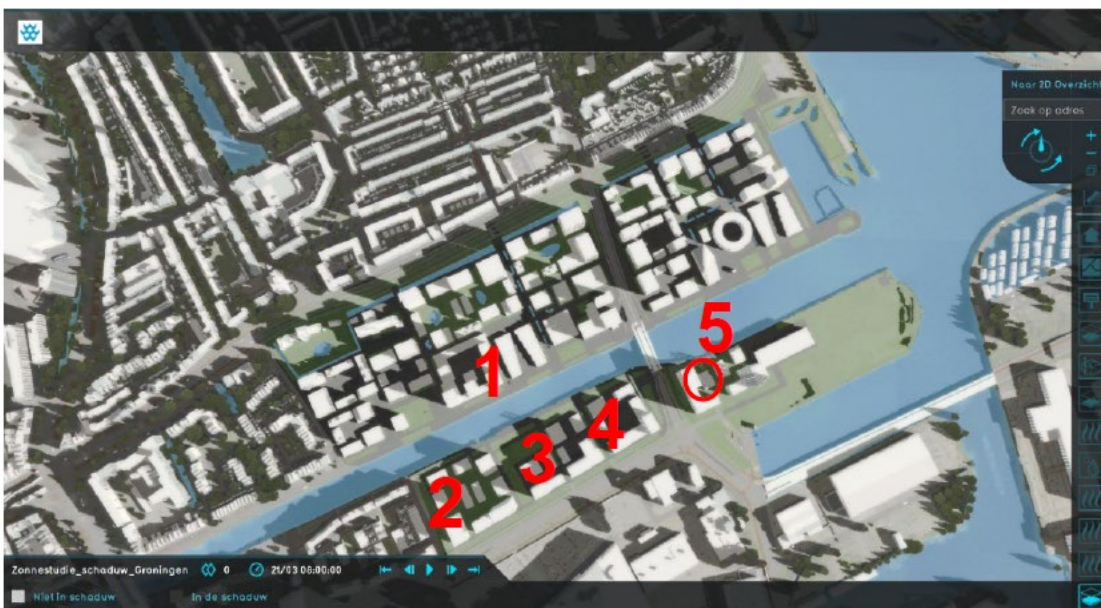 Naar 2D Overzicht
Zoek op adres
5
1
4
3
2
Zonnestudie_schaduw_Groningen 0 21/03 08:00:00
Niet in schaduw In de schaduw